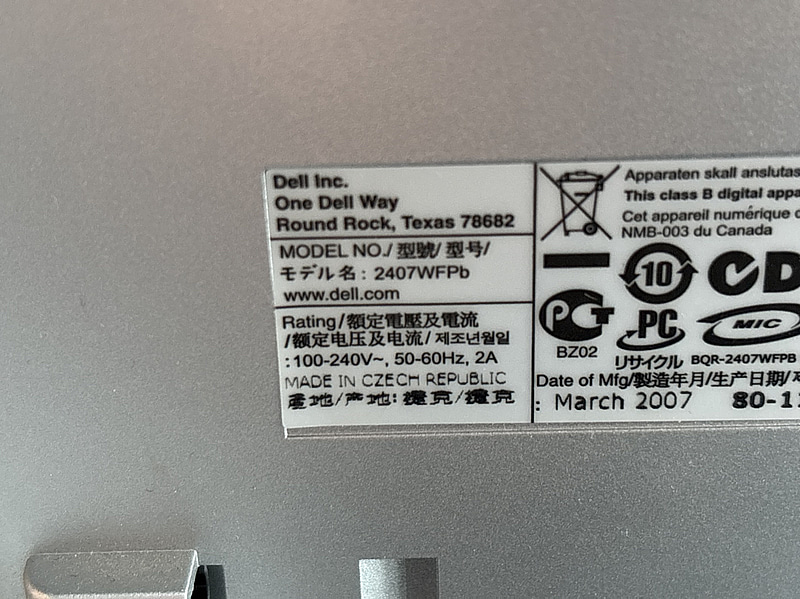 Dell Inc.
One Dell Way
Round Rock, Texas 78682
MODEL NO./ 型號/ 型号/
モデル名 : 2407WFPb
www.dell.com
Rating/額定電壓及電流
/额定电压及电流/ 제조년월일
:100-240V~, 50-60Hz, 2A
MADE IN CZECH REPUBLIC
產地/产地: 捷克/捷克
Apparaten skall anslutas
This class B digital
Cet appareil numérique
NMB-003 du Canada
10
PCT
BZ02
PC
リサイクル
MIC
BQR-2407WFPB
Date of Mfg/製造年月/生产日期/
: March 2007